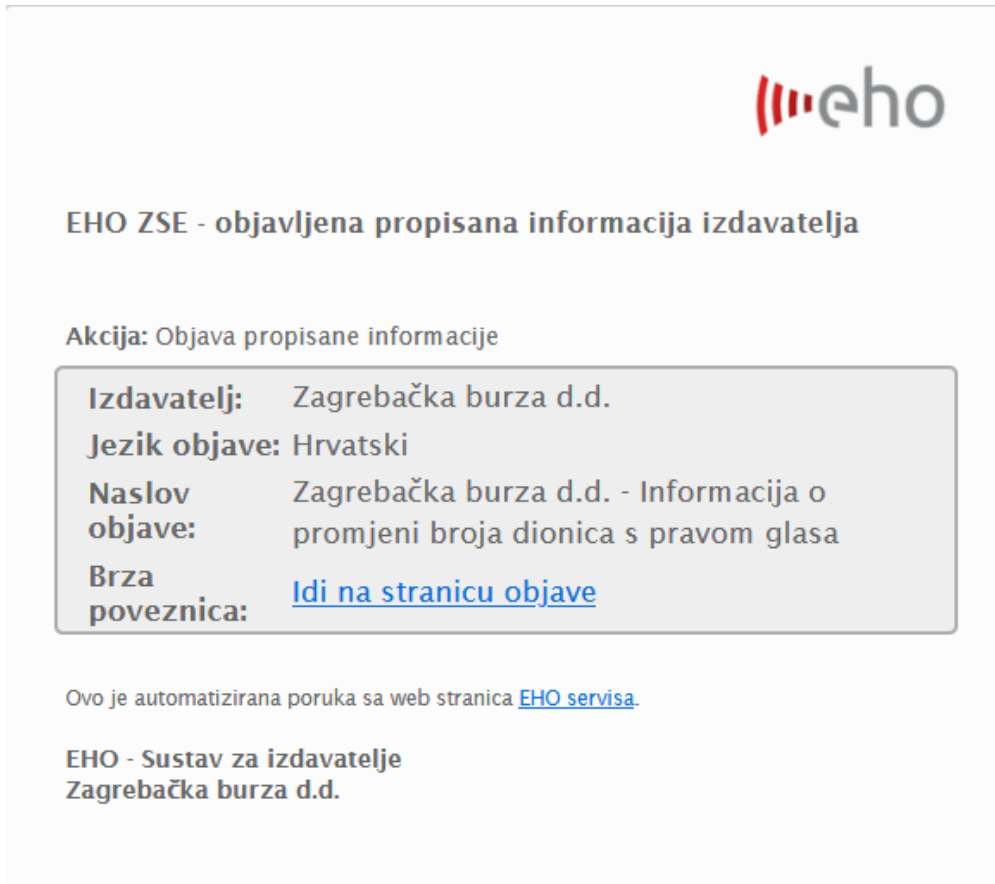 eho
EHO ZSE - objavljena propisana informacija izdavatelja
Akcija: Objava propisane informacije
Izdavatelj: Zagrebačka burza d.d.
Jezik objave: Hrvatski
Naslov objave: Zagrebačka burza d.d. - Informacija o
promjeni broja dionica s pravom glasa
Brza poveznica: Idi na stranicu objave
Ovo je automatizirana poruka sa web stranica EHO servisa.
EHO - Sustav za izdavatelje
Zagrebačka burza d.d.